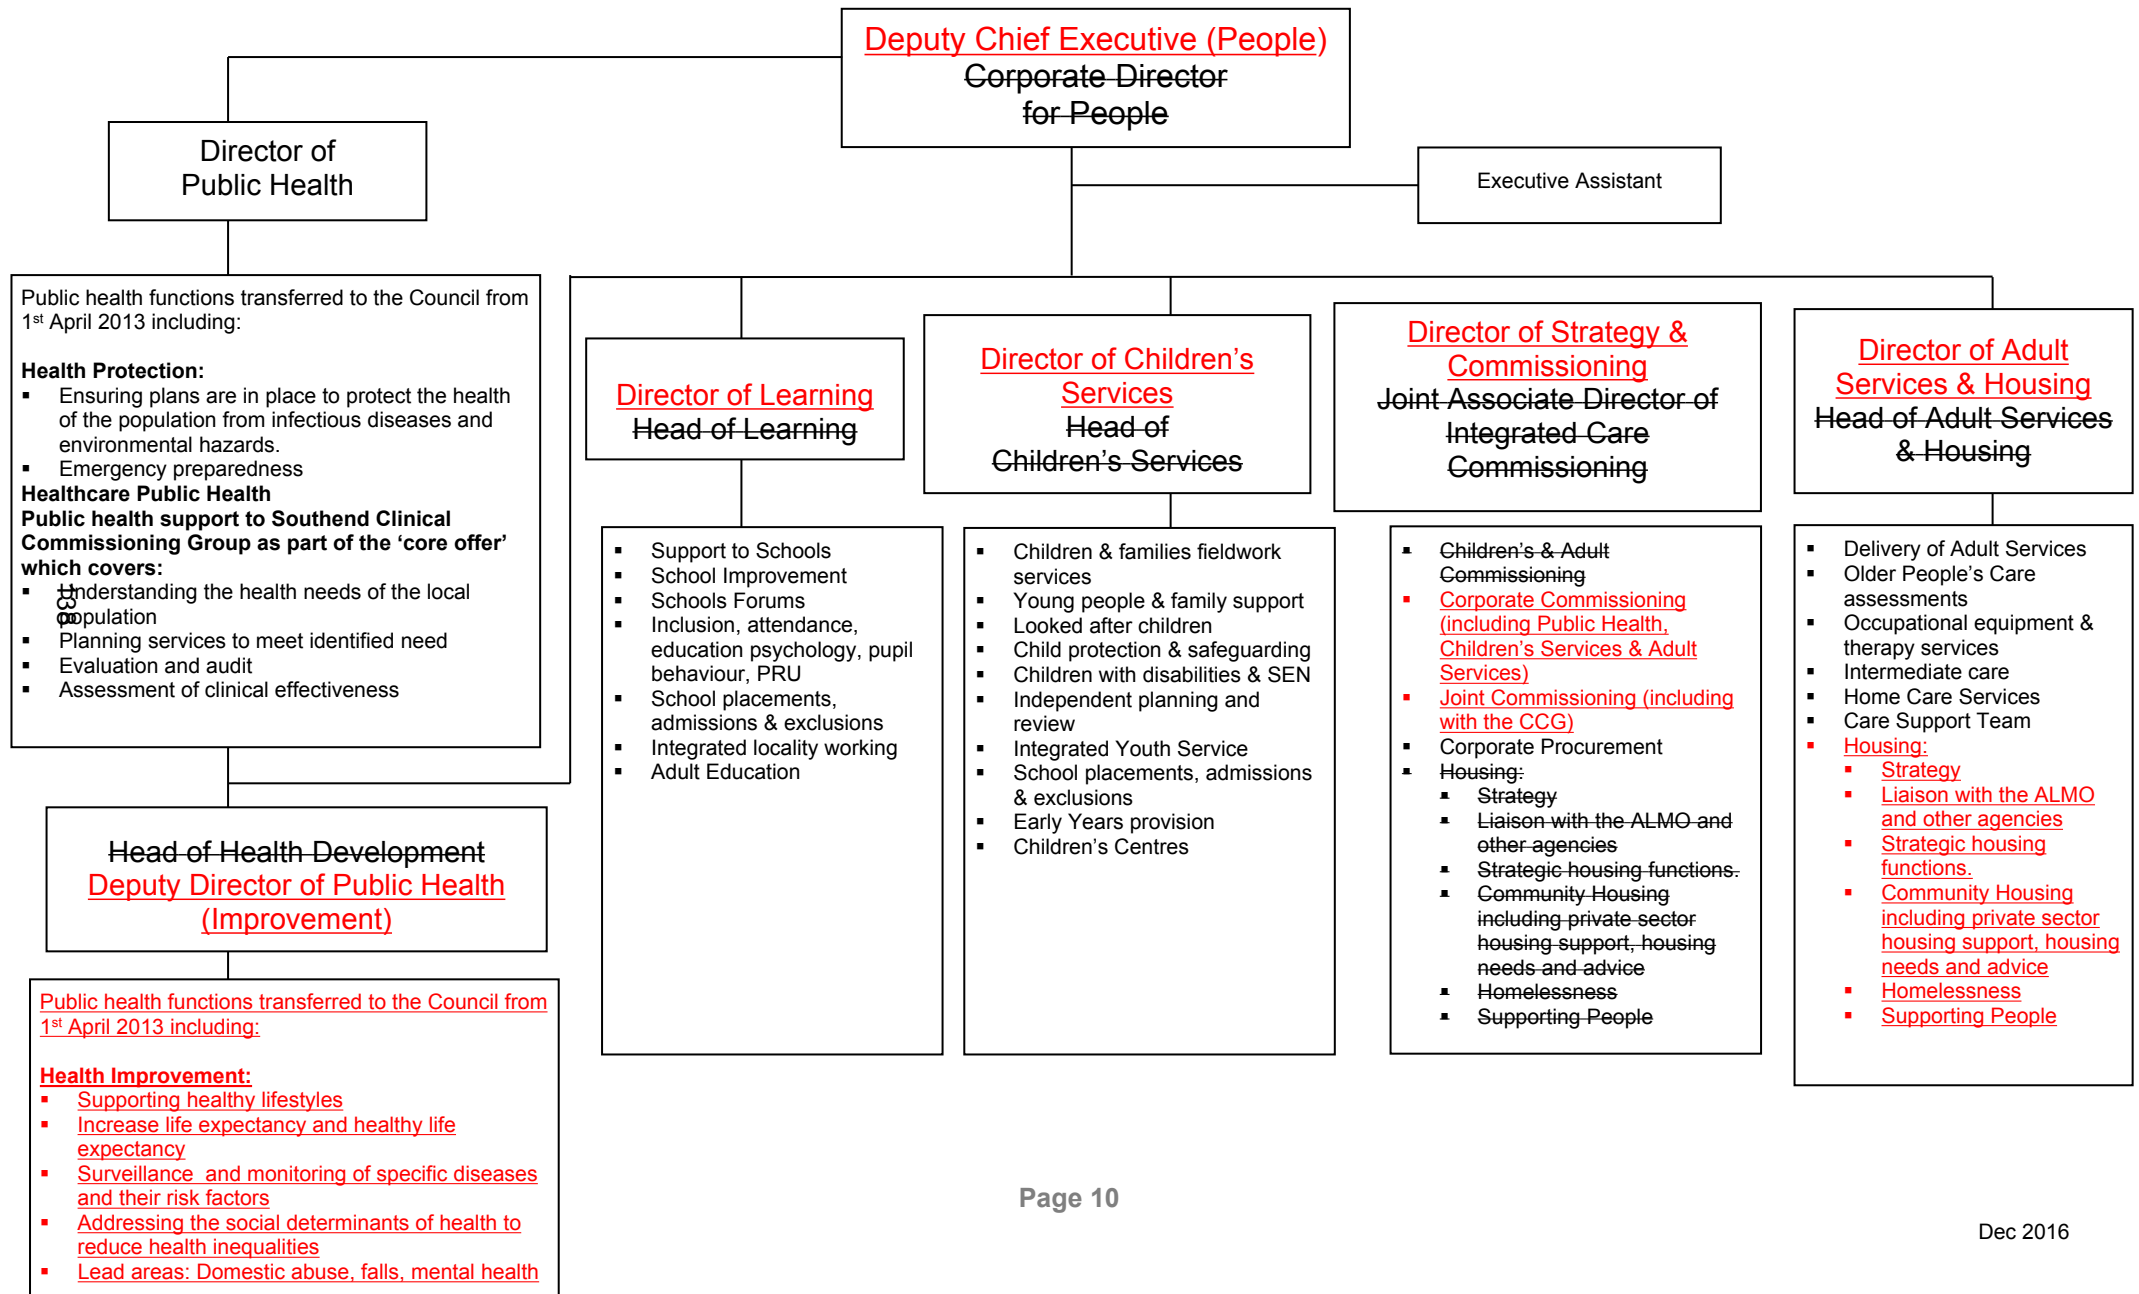 Deputy Chief Executive (People)
Corporate Director
for People
Director of
Public Health
Executive Assistant
Public health functions transferred to the Council from
1st April 2013 including:
Health Protection:
▪ Ensuring plans are in place to protect the health
of the population from infectious diseases and
environmental hazards.
▪ Emergency preparedness
Healthcare Public Health
Public health support to Southend Clinical
Commissioning Group as part of the ‘core offer’
which covers:
▪ Understanding the health needs of the local
population
▪ Planning services to meet identified need
▪ Evaluation and audit
▪ Assessment of clinical effectiveness
138
Head of Health Development
Deputy Director of Public Health
(Improvement)
Public health functions transferred to the Council from
1st April 2013 including:
Health Improvement:
▪ Supporting healthy lifestyles
▪ Increase life expectancy and healthy life
expectancy
▪ Surveillance and monitoring of specific diseases
and their risk factors
▪ Addressing the social determinants of health to
reduce health inequalities
▪ Lead areas: Domestic abuse, falls, mental health
Director of Learning
Head of Learning
▪ Support to Schools
▪ School Improvement
▪ Schools Forums
▪ Inclusion, attendance,
education psychology, pupil
behaviour, PRU
▪ School placements,
admissions & exclusions
▪ Integrated locality working
▪ Adult Education
Director of Children’s
Services
Head of
Children’s Services
▪ Children & families fieldwork
services
▪ Young people & family support
▪ Looked after children
▪ Child protection & safeguarding
▪ Children with disabilities & SEN
▪ Independent planning and
review
▪ Integrated Youth Service
▪ School placements, admissions
& exclusions
▪ Early Years provision
▪ Children’s Centres
Director of Strategy &
Commissioning
Joint Associate Director of
Integrated Care
Commissioning
▪ Children’s & Adult
Commissioning
▪ Corporate Commissioning
(including Public Health,
Children’s Services & Adult
Services)
▪ Joint Commissioning (including
with the CCG)
▪ Corporate Procurement
▪ Housing:
▪ Strategy
▪ Liaison with the ALMO and
other agencies
▪ Strategic housing functions.
▪ Community Housing
including private sector
housing support, housing
needs and advice
▪ Homelessness
▪ Supporting People
Director of Adult
Services & Housing
Head of Adult Services
& Housing
▪ Delivery of Adult Services
▪ Older People’s Care
assessments
▪ Occupational equipment &
therapy services
▪ Intermediate care
▪ Home Care Services
▪ Care Support Team
▪ Housing:
▪ Strategy
▪ Liaison with the ALMO
and other agencies
▪ Strategic housing
functions.
▪ Community Housing
including private sector
housing support, housing
needs and advice
▪ Homelessness
▪ Supporting People
Page 10
Dec 2016